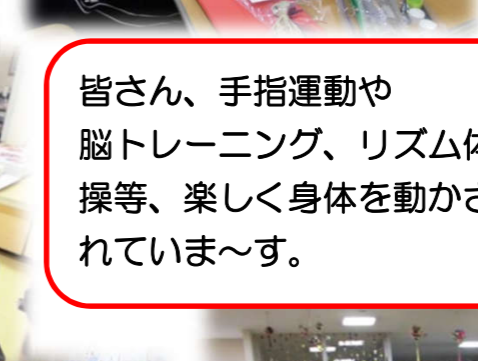 皆さん、手指運動や
脳トレーニング、リズム体
操等、楽しく身体を動かさ
れていま～す。